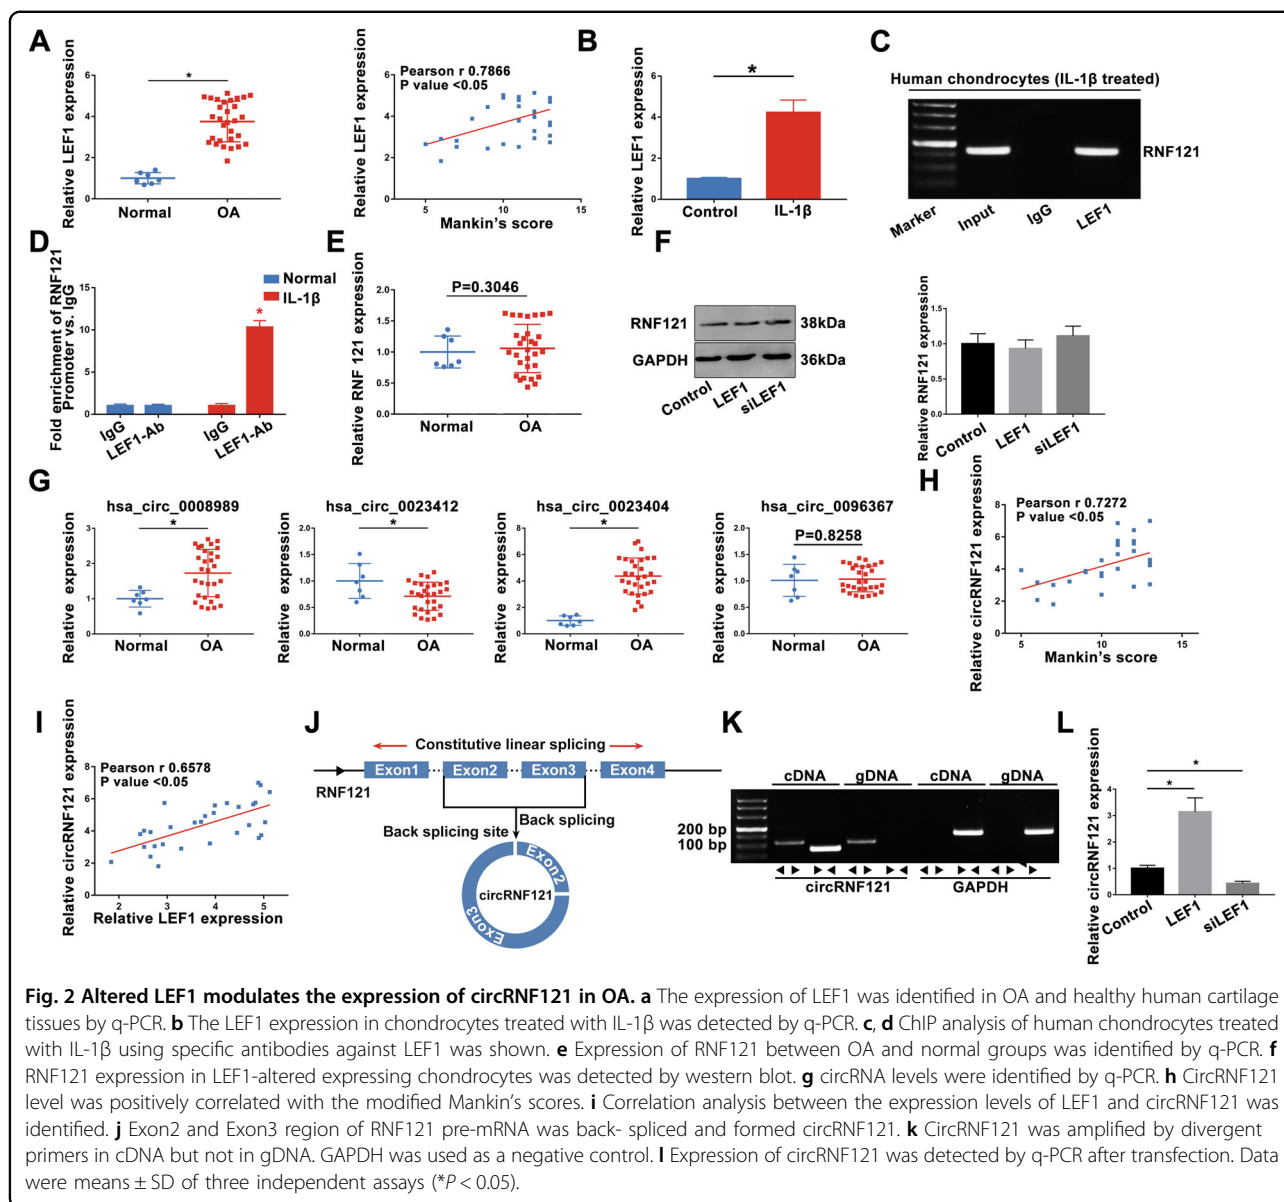 A
Relative LEF1 expression
6
4
2
0
*
Normal
OA
Relative LEF1 expression
6
4
2
0
Pearson r 0.7866
P value <0.05
5
10
15
Mankin's score
B
Relative LEF1 expression
6
4
2
0
*
Control
IL-1β
C
Human chondrocytes (IL-1β treated)
RNF121
Marker
Input
IgG
LEF1
D
Fold enrichment of RNF121
Promoter vs. IgG
15
10
5
0
Normal
IL-1β
*
IgG
LEF1-Ab
IgG
LEF1-Ab
E
Relative RNF 121 expression
2.0
1.5
1.0
0.5
0.0
P=0.3046
Normal
OA
F
RNF121
38kDa
GAPDH
36kDa
Control
LEF1
siLEF1
Relative RNF121 expression
1.5
1.0
0.5
0.0
Control
LEF1
siLEF1
G
hsa_circ_0008989
Relative expression
3
2
1
0
*
Normal
OA
hsa_circ_0023412
Relative expression
2.0
1.5
1.0
0.5
0.0
*
Normal
OA
hsa_circ_0023404
Relative expression
8
6
4
2
0
*
Normal
OA
hsa_circ_0096367
Relative expression
2.0
1.5
1.0
0.5
0.0
P=0.8258
Normal
OA
H
Relative circRNF121 expression
8
6
4
2
0
Pearson r 0.7272
P value <0.05
5
10
15
Mankin's score
I
Relative circRNF121 expression
8
6
4
2
0
Pearson r 0.6578
P value <0.05
2
3
4
5
Relative LEF1 expression
J
Constitutive linear splicing
Exon1
Exon2
Exon3
Exon4
RNF121
Back splicing
Back splicing site
Exon2
circRNF121
Exon3
K
cDNA
gDNA
cDNA
gDNA
200 bp
100 bp
circRNF121
GAPDH
L
Relative circRNF121 expression
4
3
2
1
0
*
*
Control
LEF1
siLEF1
Fig. 2 Altered LEF1 modulates the expression of circRNF121 in OA. a The expression of LEF1 was identified in OA and healthy human cartilage
tissues by q-PCR. b The LEF1 expression in chondrocytes treated with IL-1β was detected by q-PCR. c, d ChIP analysis of human chondrocytes treated
with IL-1β using specific antibodies against LEF1 was shown. e Expression of RNF121 between OA and normal groups was identified by q-PCR. f
RNF121 expression in LEF1-altered expressing chondrocytes was detected by western blot. g circRNA levels were identified by q-PCR. h CircRNF121
level was positively correlated with the modified Mankin's scores. i Correlation analysis between the expression levels of LEF1 and circRNF121 was
identified. j Exon2 and Exon3 region of RNF121 pre-mRNA was back- spliced and formed circRNF121. k CircRNF121 was amplified by divergent
primers in cDNA but not in gDNA. GAPDH was used as a negative control. l Expression of circRNF121 was detected by q-PCR after transfection. Data
were means ± SD of three independent assays (*P < 0.05).